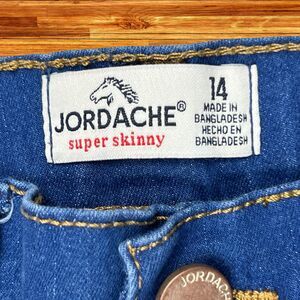 JORDACHE®
super skinny
14
MADE IN
BANGLADESH
HECHO EN
BANGLADESH
JORDACHE